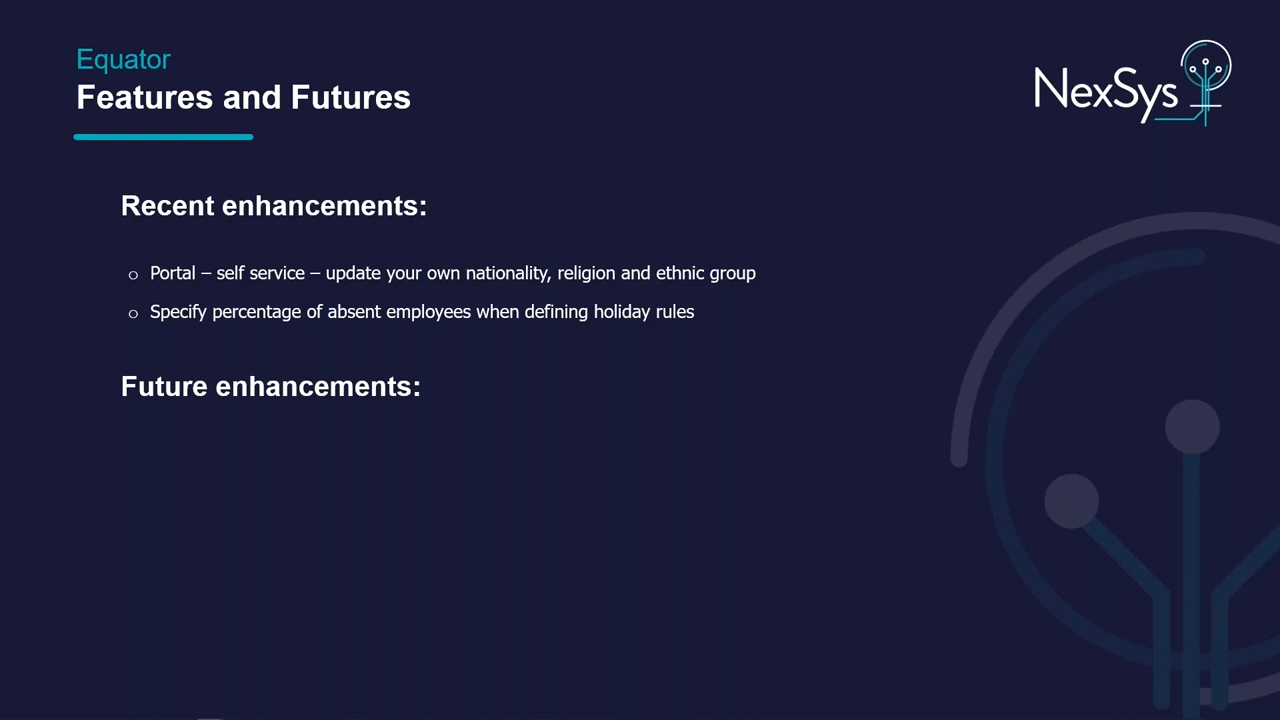 Equator
Features and Futures
NexSys
Recent enhancements:
o Portal – self service – update your own nationality, religion and ethnic group
o Specify percentage of absent employees when defining holiday rules
Future enhancements: